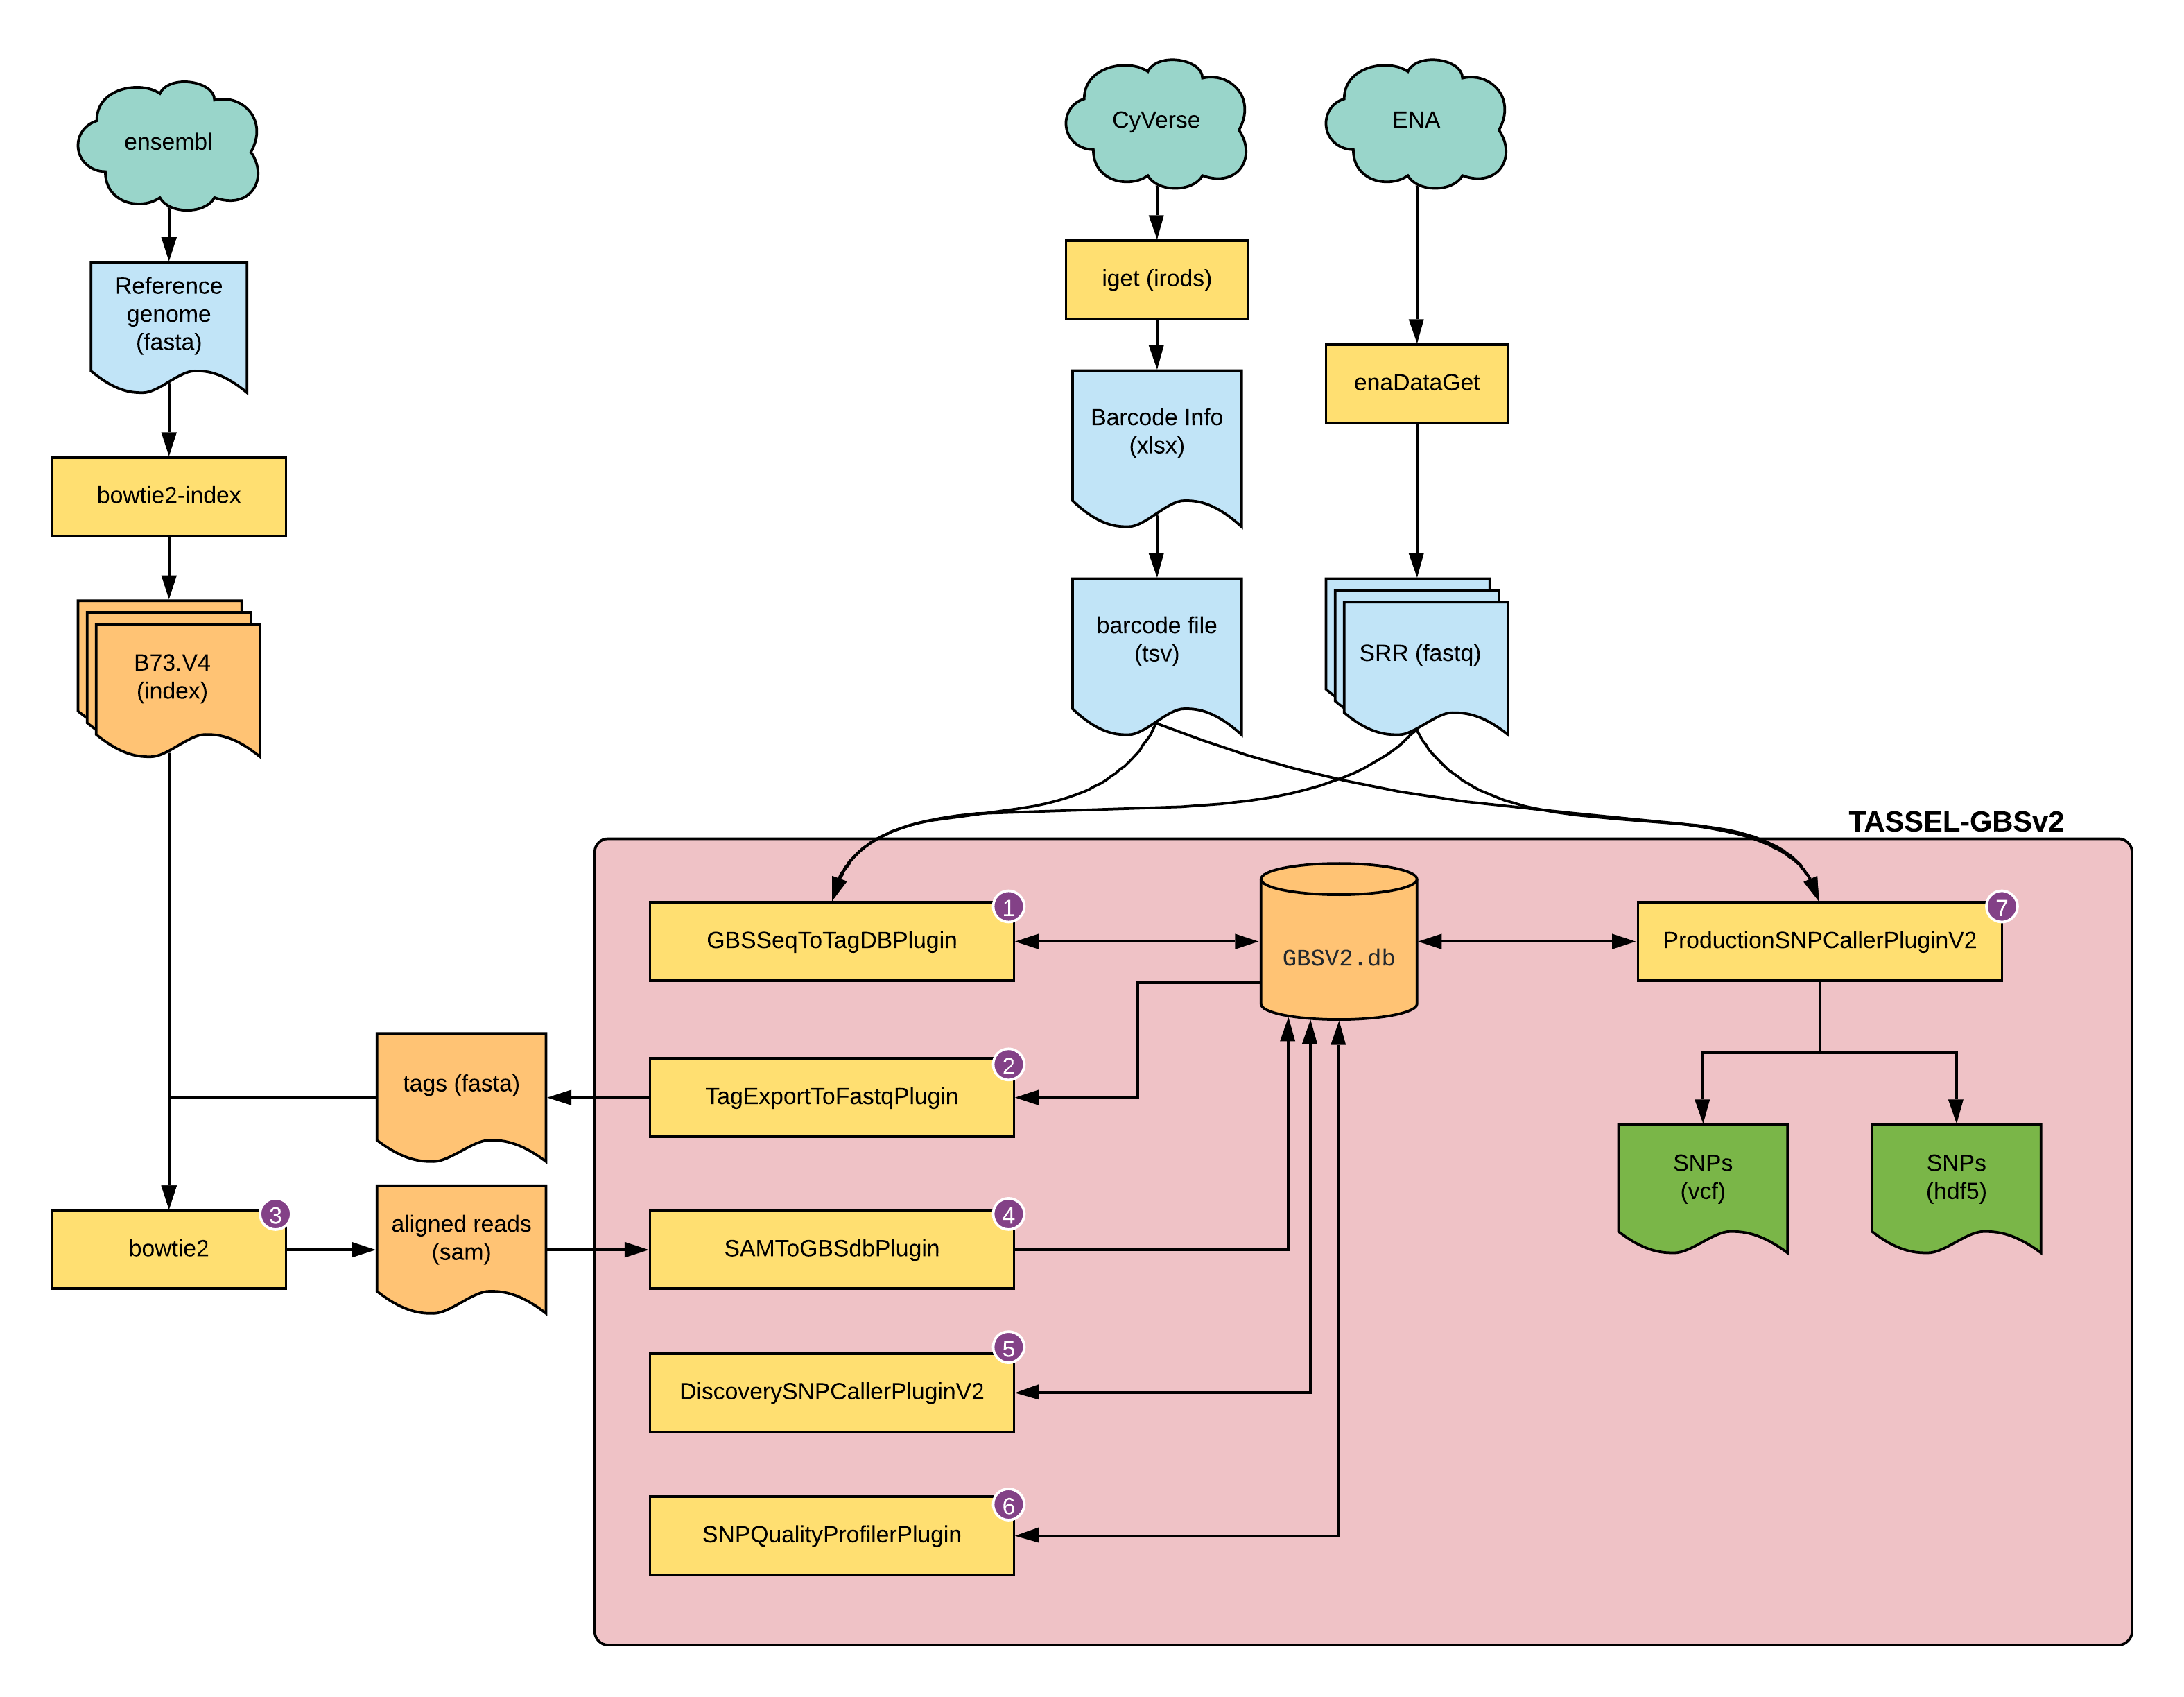 ensembl
CyVerse
ENA
Reference
genome
(fasta)
iget (irods)
enaDataGet
bowtie2-index
Barcode Info
(xlsx)
B73.V4
(index)
barcode file
(tsv)
SRR (fastq)
TASSEL-GBSv2
1
GBSSeqToTagDBPlugin
GBSV2.db
7
ProductionSNPCallerPluginV2
tags (fasta)
2
TagExportToFastqPlugin
SNPs
(vcf)
SNPs
(hdf5)
3
bowtie2
aligned reads
(sam)
4
SAMToGBSdbPlugin
5
DiscoverySNPCallerPluginV2
6
SNPQualityProfilerPlugin